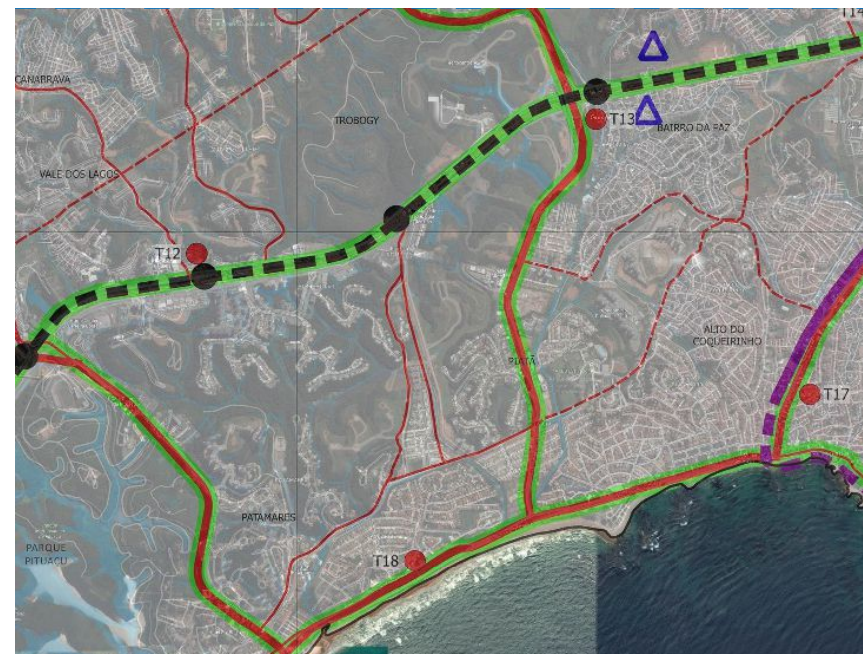 T14
CANABRAVA
TROBOGY
T13
BAIRRO DA PAZ
VALE DOS LAGOS
T12
ALTO DO
COQUEIRINHO
PIATÃ
T17
PATAMARES
PARQUE
PITUAÇU
T18